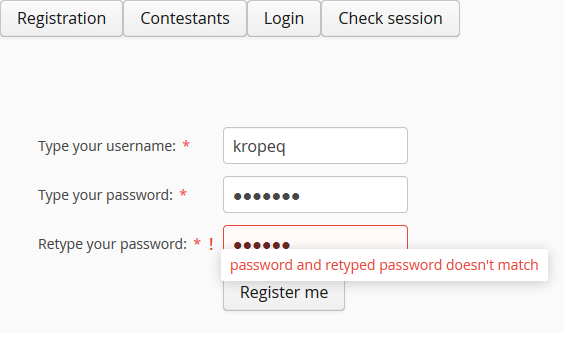 Registration Contestants Login Check session
Type your username: * kropeq
Type your password: * ●●●●●●●
Retype your password: * ! ●●●●●●
password and retyped password doesn't match
Register me